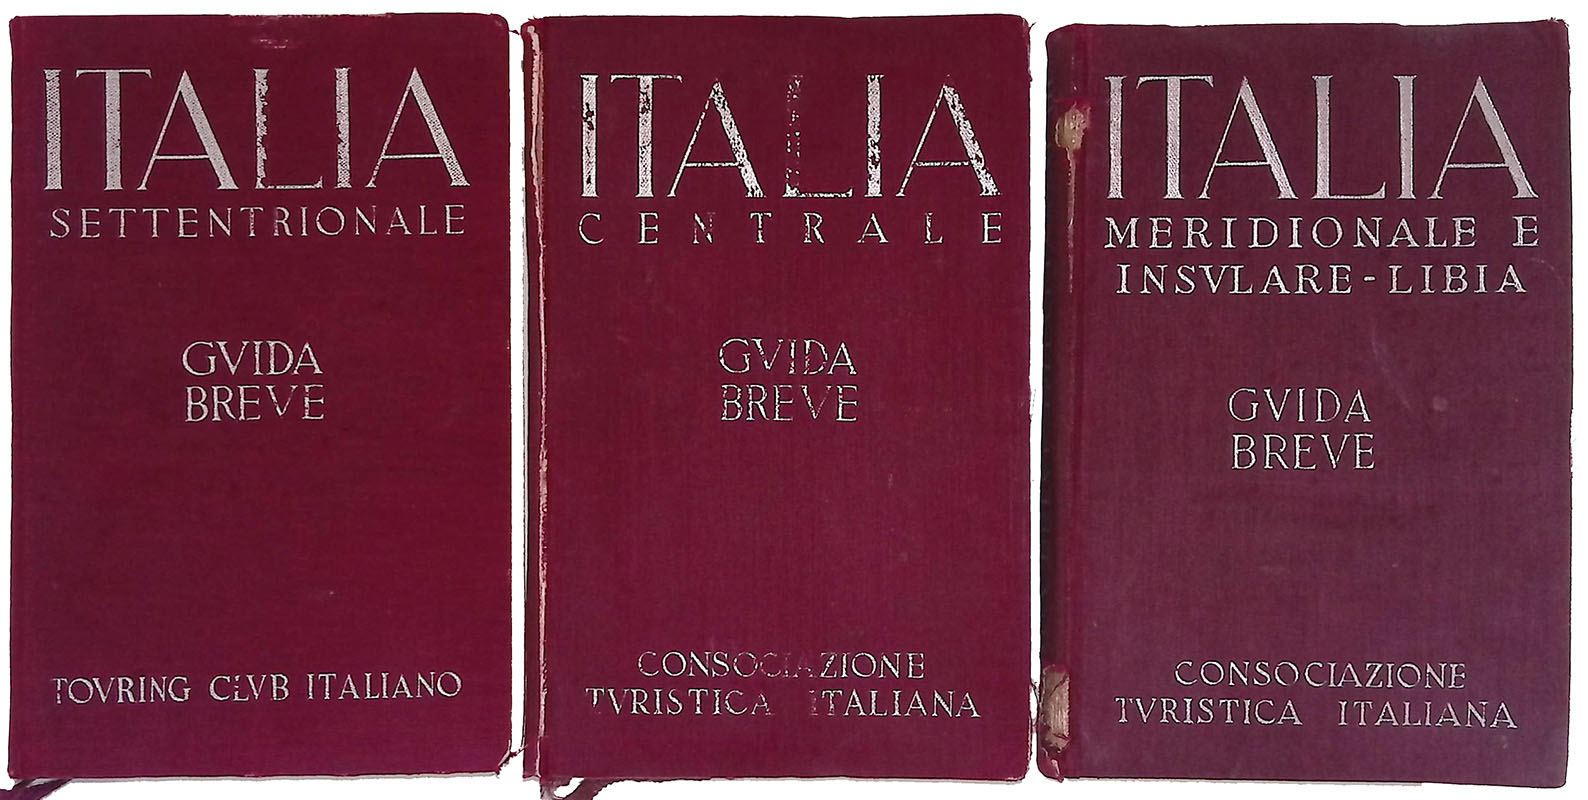 ITALIA
SETTENTRIONALE
GVIDA
BREVE
TOVRING CLVB ITALIANO
ITALIA
CENTRALE
GVIDA
BREVE
CONSOCIAZIONE
TVRISTICA ITALIANA
ITALIA
MERIDIONALE E
INSVLARE-LIBIA
GVIDA
BREVE
CONSOCIAZIONE
TVRISTICA ITALIANA